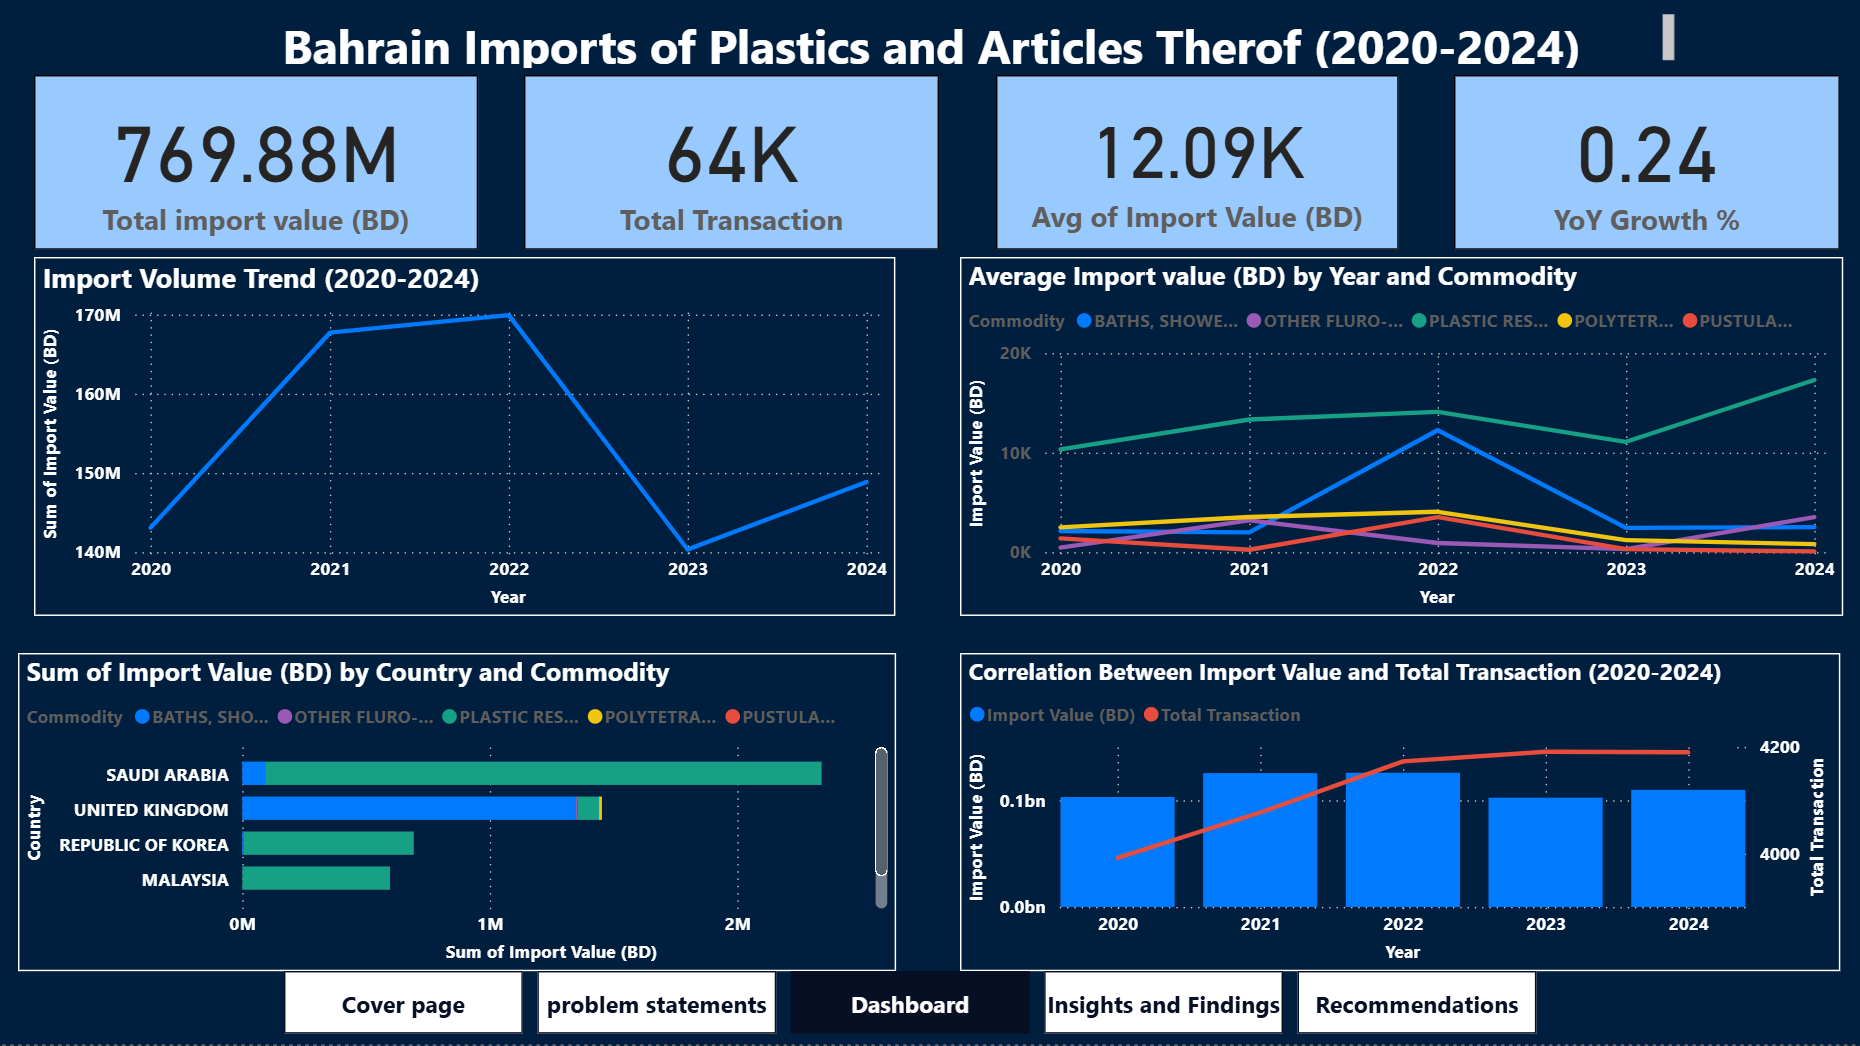 Bahrain Imports of Plastics and Articles Therof (2020-2024)
769.88M
Total import value (BD)
64K
Total Transaction
12.09K
Avg of Import Value (BD)
0.24
YoY Growth %
Import Volume Trend (2020-2024)
Sum of Import Value (BD)
170M
160M
150M
140M
2020 2021 2022 2023 2024
Year
Average Import value (BD) by Year and Commodity
Commodity BATHS, SHOWE... OTHER FLURO-... PLASTIC RES... POLYTETR... PUSTULA...
Import Value (BD)
20K
10K
0K
2020 2021 2022 2023 2024
Year
Sum of Import Value (BD) by Country and Commodity
Commodity BATHS, SHO... OTHER FLURO-... PLASTIC RES... POLYTETRA... PUSTULA...
Country
SAUDI ARABIA
UNITED KINGDOM
REPUBLIC OF KOREA
MALAYSIA
0M 1M 2M
Sum of Import Value (BD)
Correlation Between Import Value and Total Transaction (2020-2024)
Import Value (BD) Total Transaction
Import Value (BD)
0.1bn
0.0bn
4200
4000
Total Transaction
2020 2021 2022 2023 2024
Year
Cover page
problem statements
Dashboard
Insights and Findings
Recommendations